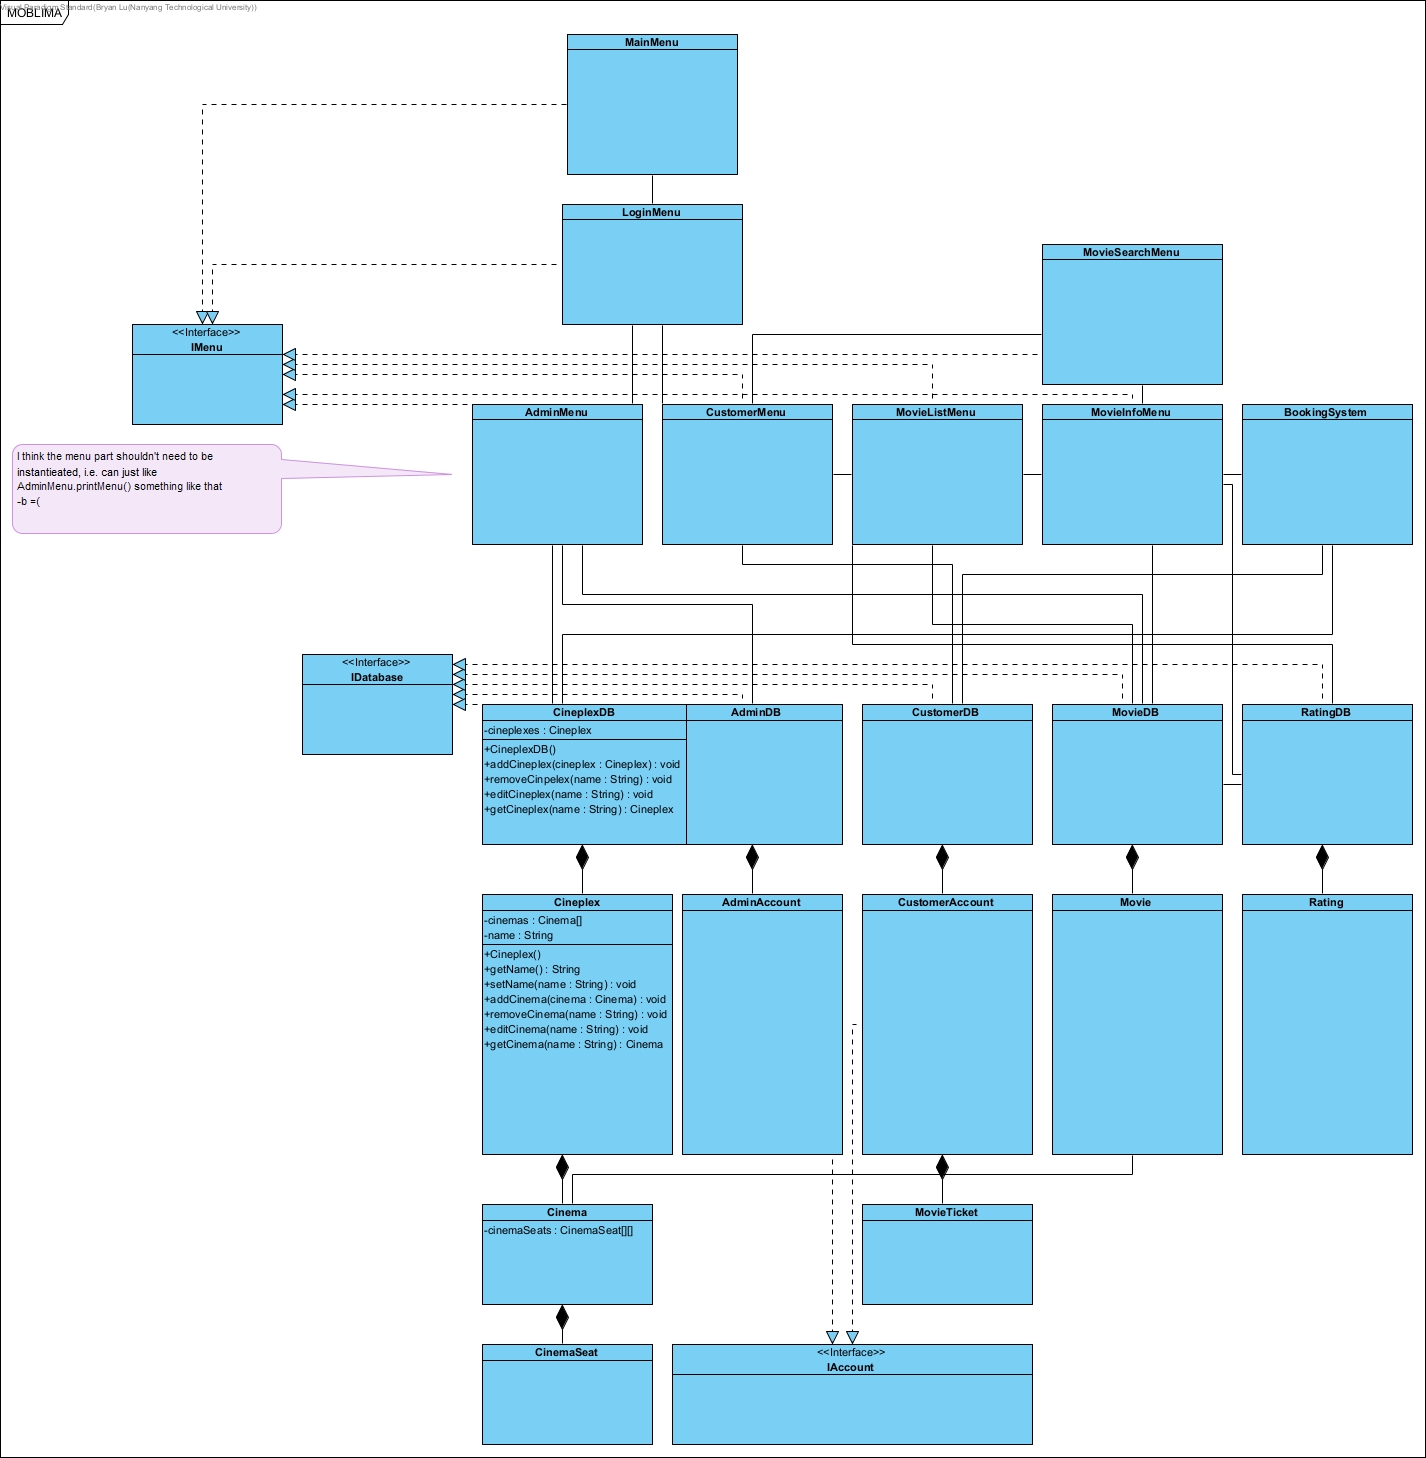 Visual Paradigm Standard(Bryan Lu(Nanyang Technological University))
MOBLIMA
MainMenu
LoginMenu
MovieSearchMenu
<<Interface>>
IMenu
AdminMenu
CustomerMenu
MovieListMenu
MovieInfoMenu
BookingSystem
I think the menu part shouldn't need to be
instantieated, i.e. can just like
AdminMenu.printMenu() something like that
-b =(
<<Interface>>
IDatabase
CineplexDB
-cineplexes : Cineplex
+CineplexDB()
+addCineplex(cineplex : Cineplex) : void
+removeCinpelex(name : String) : void
+editCineplex(name : String) : void
+getCineplex(name : String) : Cineplex
AdminDB
CustomerDB
MovieDB
RatingDB
Cineplex
-cinemas : Cinema[]
-name : String
+Cineplex()
+getName() : String
+setName(name : String) : void
+addCinema(cinema : Cinema) : void
+removeCinema(name : String) : void
+editCinema(name : String) : void
+getCinema(name : String) : Cinema
AdminAccount
CustomerAccount
Movie
Rating
Cinema
-cinemaSeats : CinemaSeat[][]
MovieTicket
CinemaSeat
<<Interface>>
IAccount